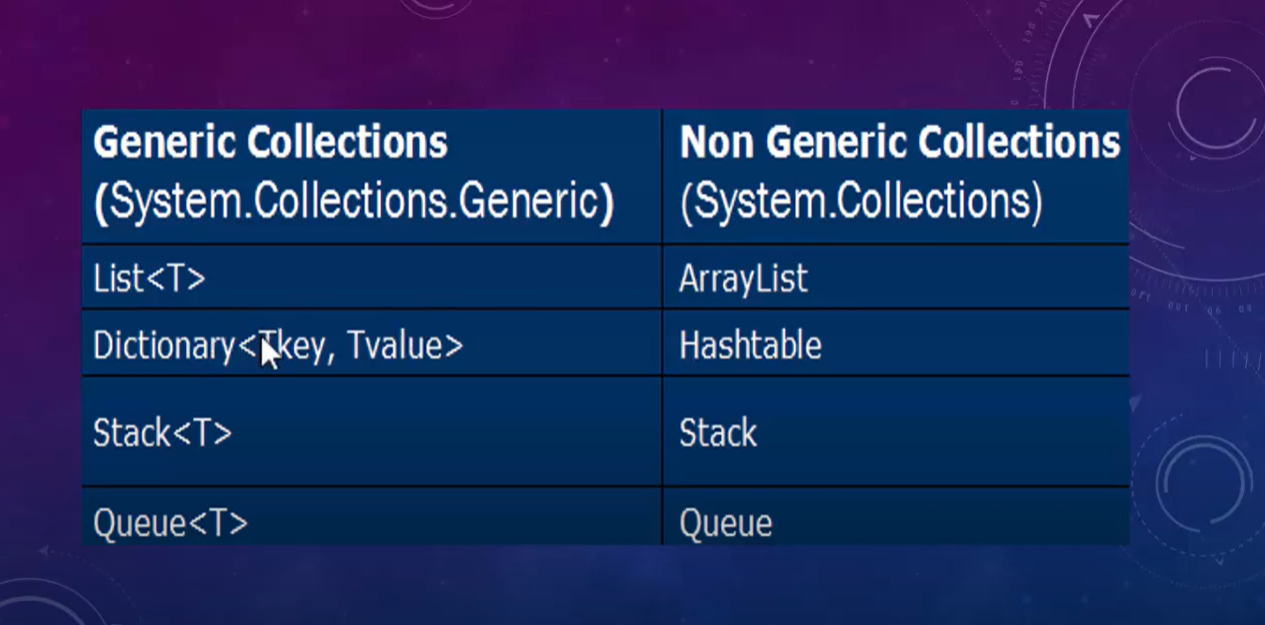 Generic Collections
(System.Collections.Generic)
Non Generic Collections
(System.Collections)
List<T>
ArrayList
Dictionary<Tkey, Tvalue>
Hashtable
Stack<T>
Stack
Queue<T>
Queue